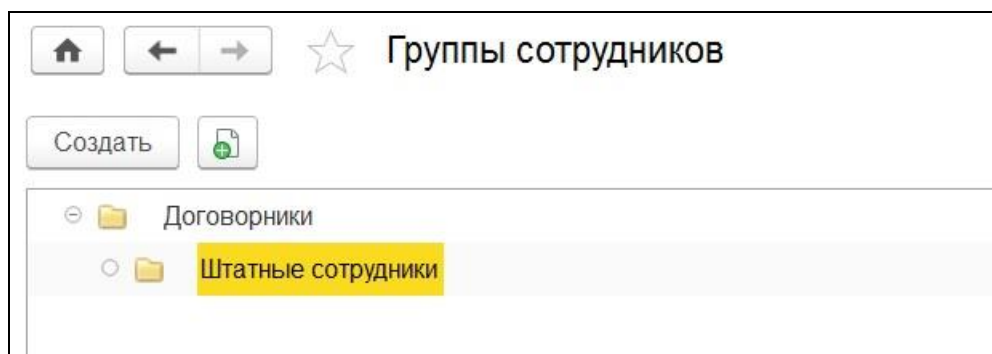 Группы сотрудников
Создать
Договорники
Штатные сотрудники